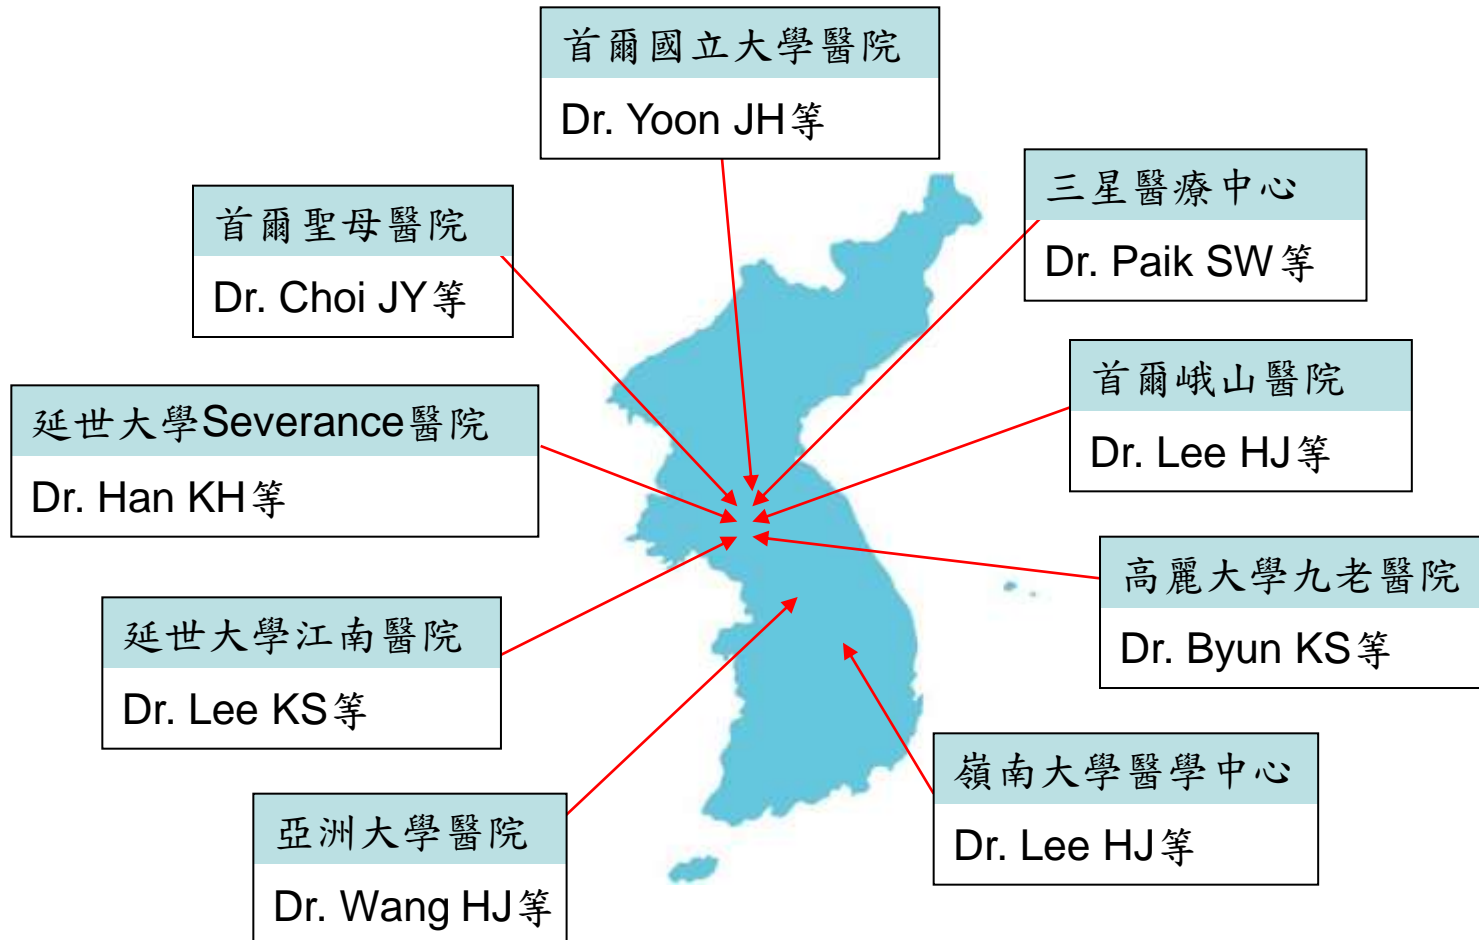 首爾國立大學醫院
Dr. Yoon JH等
三星醫療中心
Dr. Paik SW等
首爾聖母醫院
Dr. Choi JY等
首爾峨山醫院
Dr. Lee HJ等
延世大學Severance醫院
Dr. Han KH等
高麗大學九老醫院
Dr. Byun KS等
延世大學江南醫院
Dr. Lee KS等
嶺南大學醫學中心
Dr. Lee HJ等
亞洲大學醫院
Dr. Wang HJ等